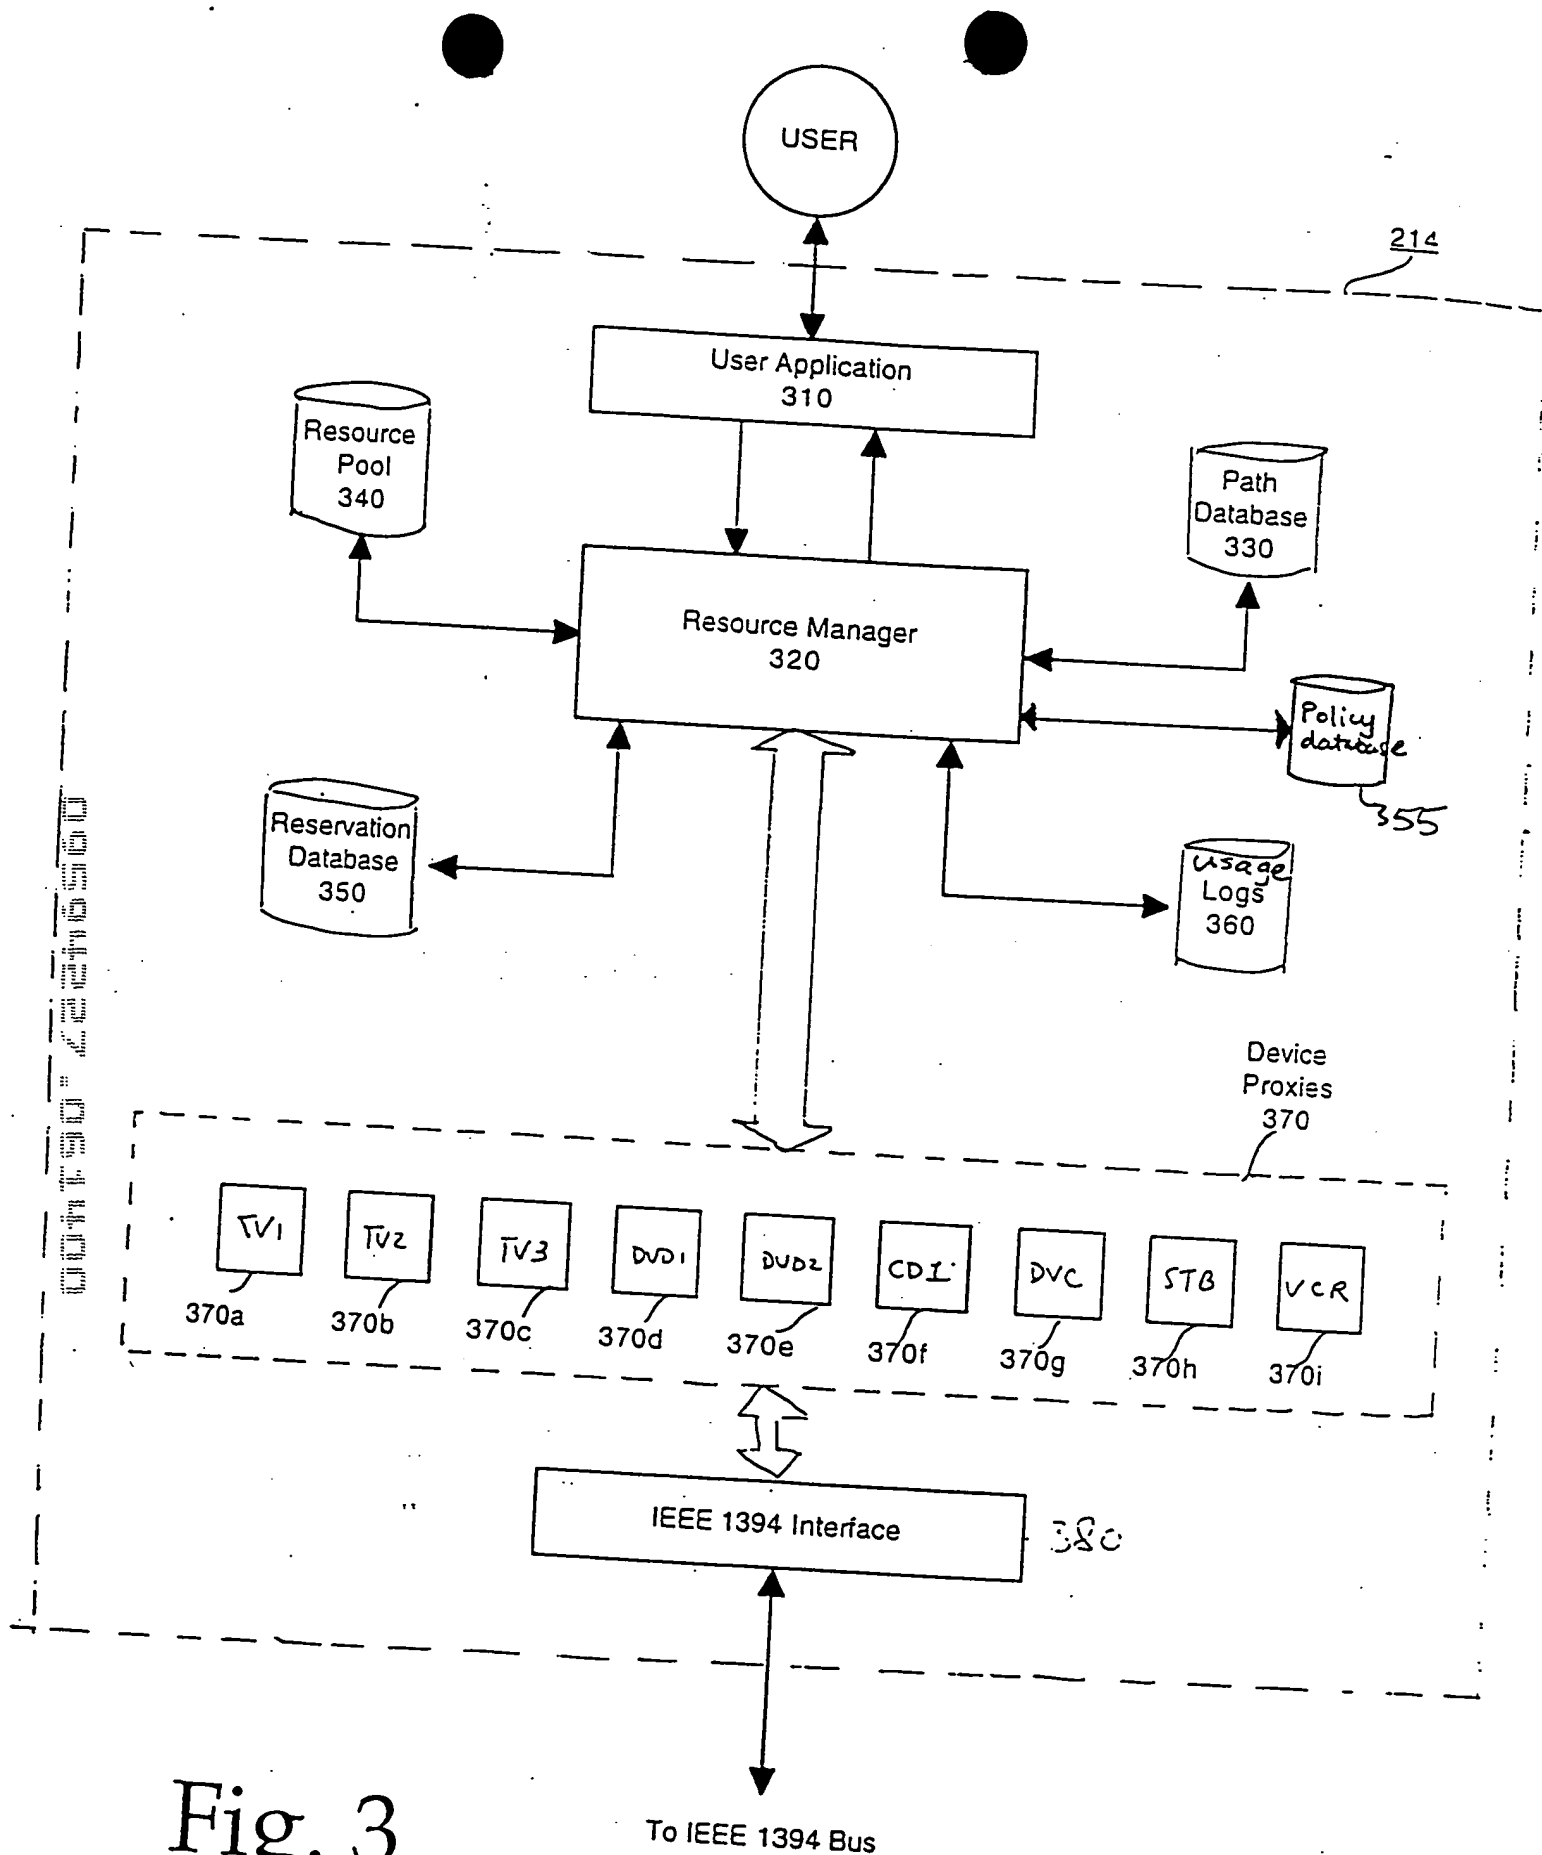 USER
214
User Application
310
Resource
Pool
340
Path
Database
330
Resource Manager
320
Policy
database
355
Reservation
Database
350
usage
Logs
360
Device
Proxies
370
TV1
TV2
TV3
DVD1
DVD2
CD1
DVC
STB
VCR
370a
370b
370c
370d
370e
370f
370g
370h
370i
IEEE 1394 Interface
380
To IEEE 1394 Bus
Fig. 3
09594227 . 061400